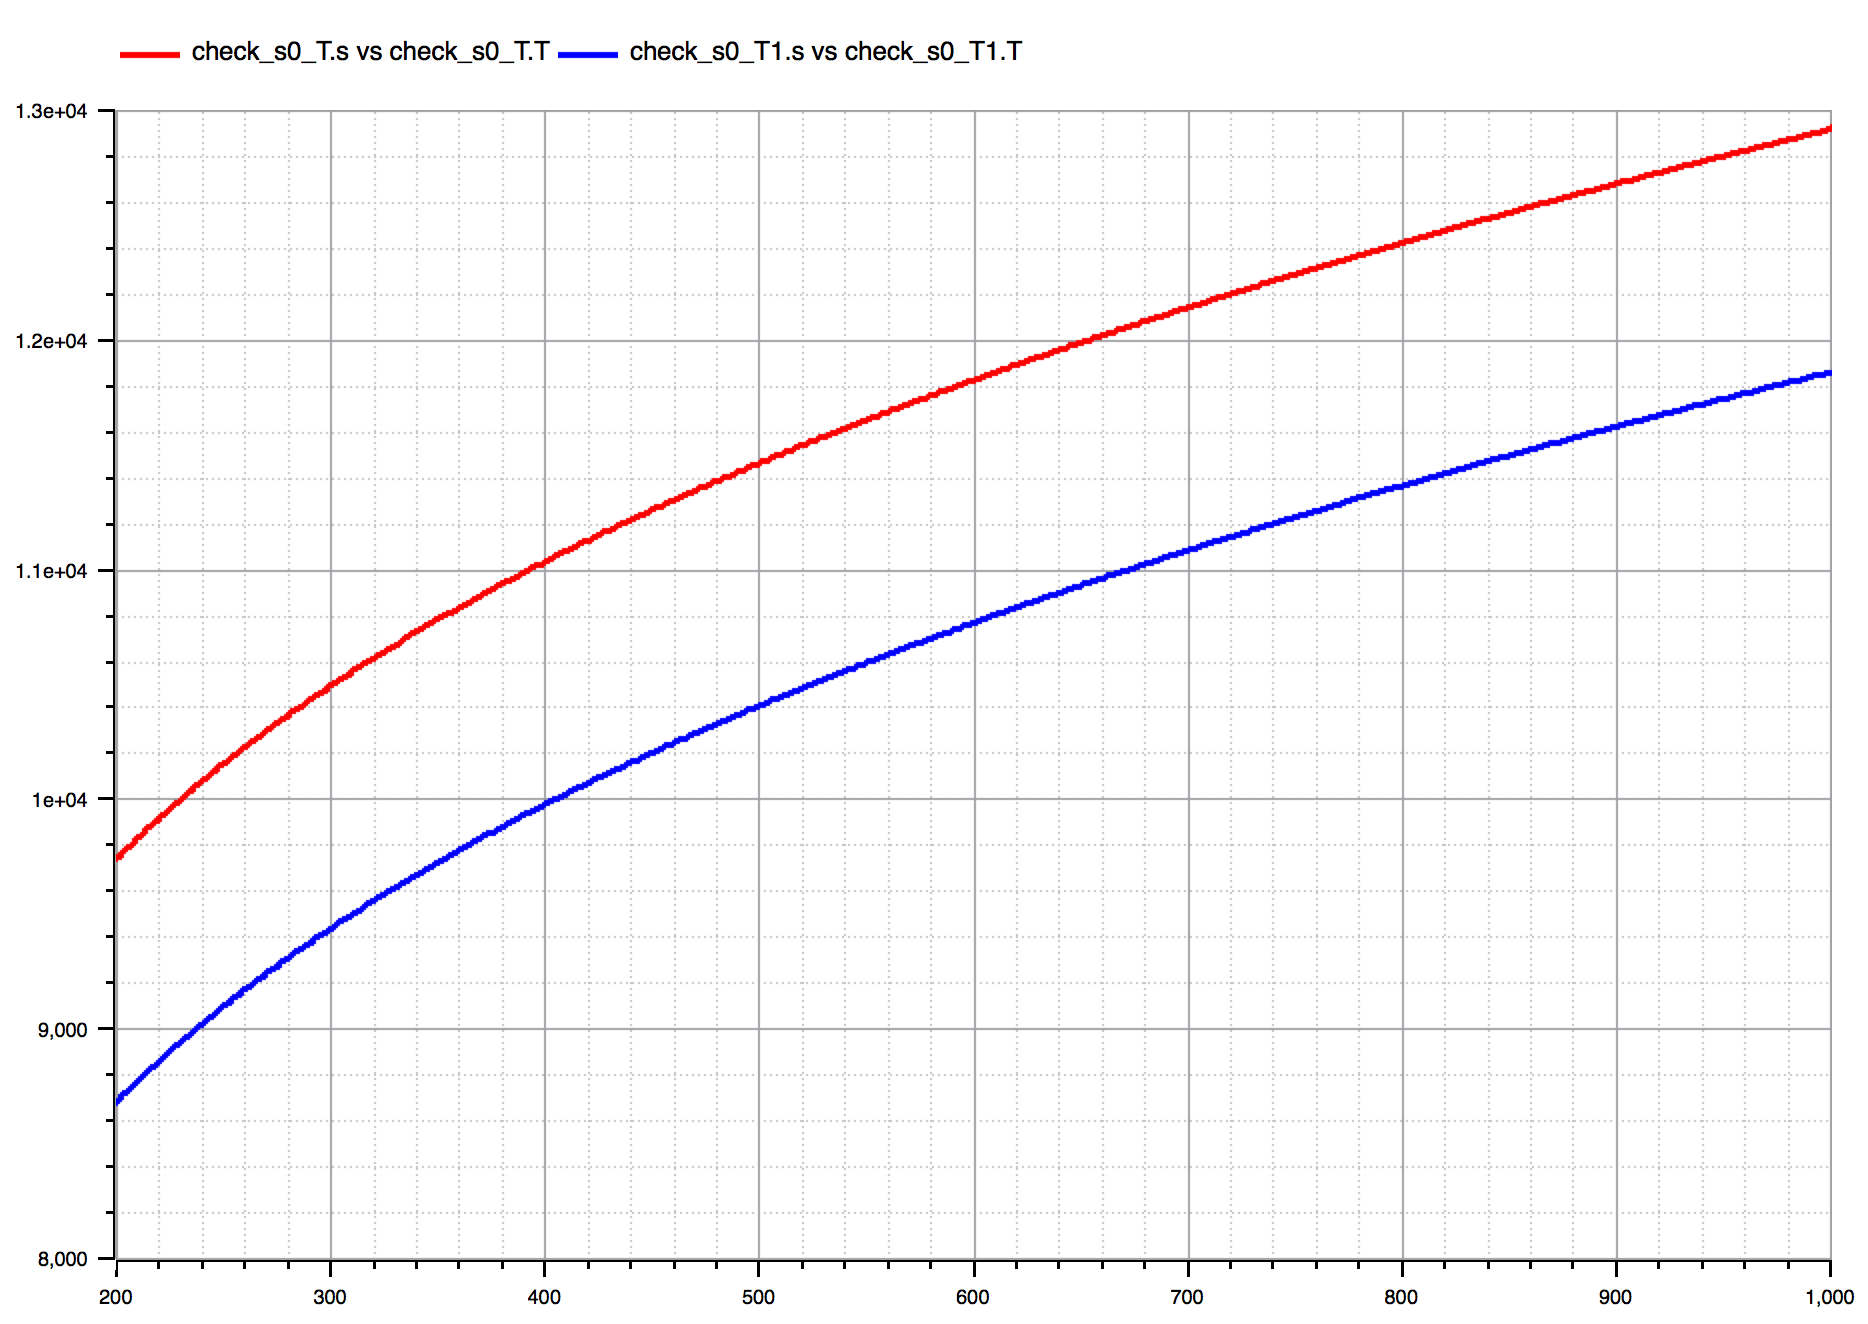 check_s0_T.s vs check_s0_T.T check_s0_T1.s vs check_s0_T1.T
1.3e+04
1.2e+04
1.1e+04
1e+04
9,000
8,000
200 300 400 500 600 700 800 900 1,000